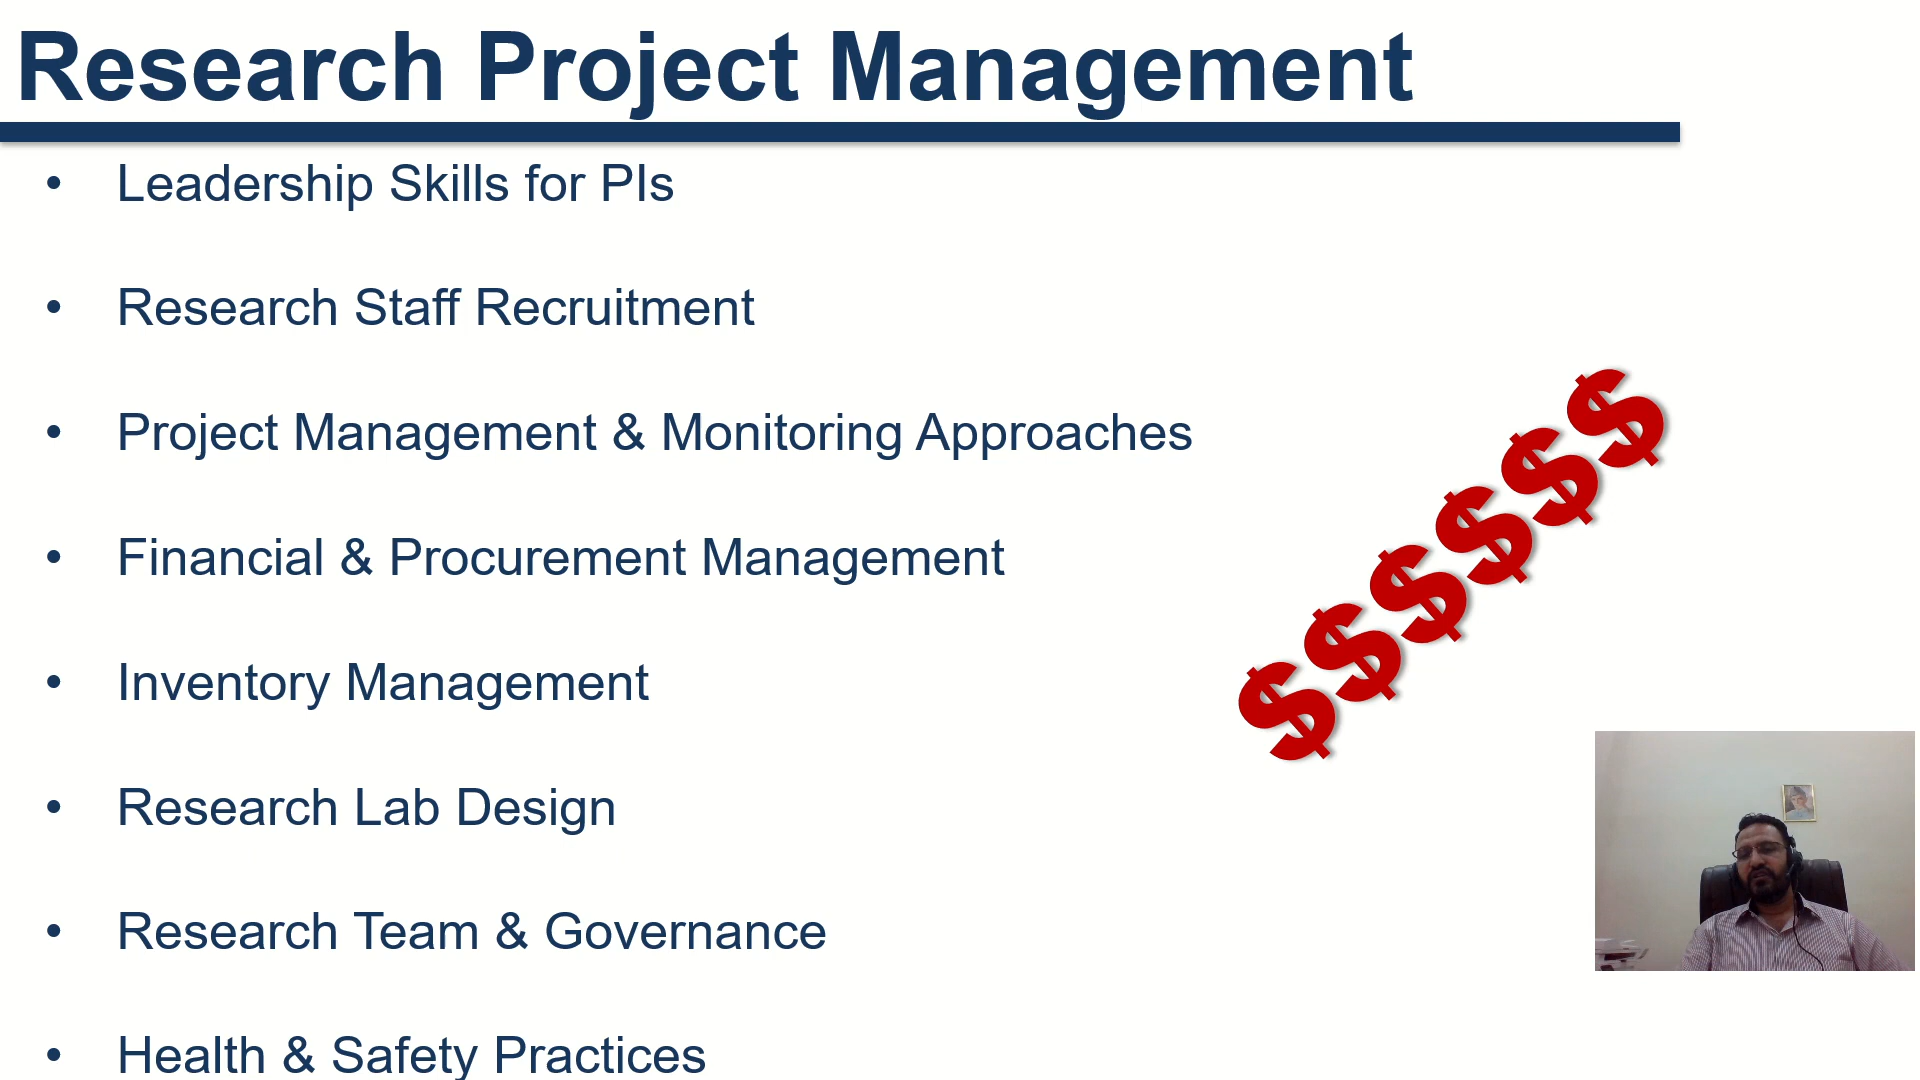 Research Project Management
• Leadership Skills for PIs
• Research Staff Recruitment
• Project Management & Monitoring Approaches
• Financial & Procurement Management
• Inventory Management
• Research Lab Design
• Research Team & Governance
• Health & Safety Practices
$$$$$$